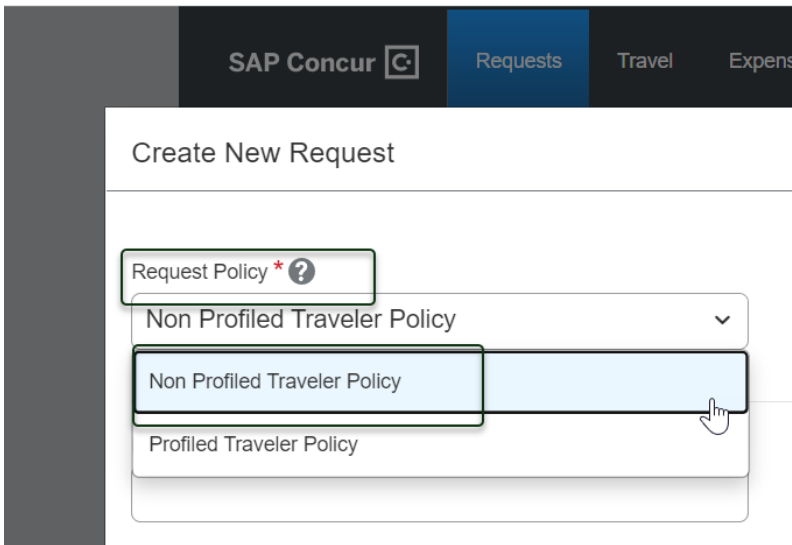 SAP Concur C Requests Travel Expens
Create New Request
Request Policy * ?
Non Profiled Traveler Policy
Non Profiled Traveler Policy
Profiled Traveler Policy